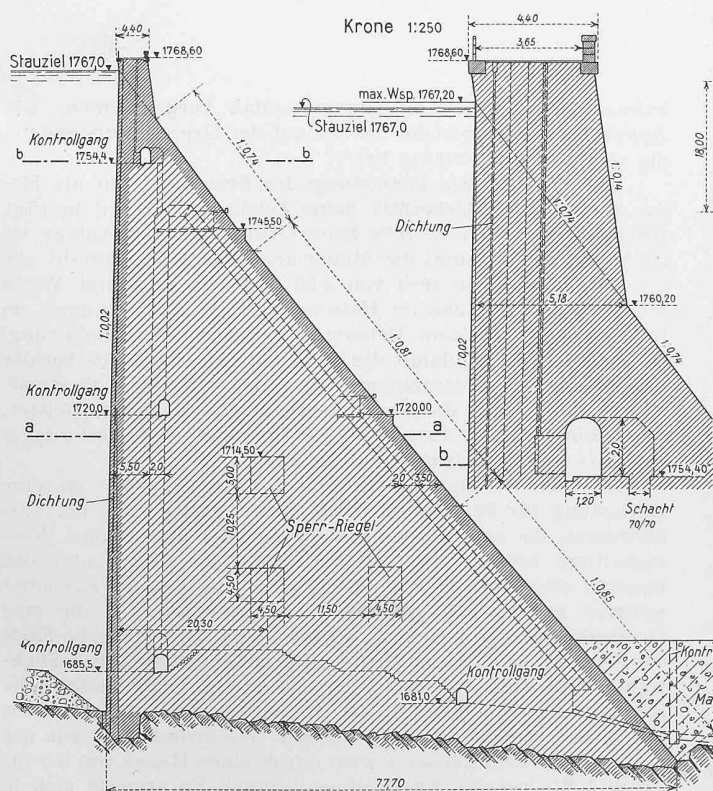 Krone 1:250
4,40
Stauziel 1767,0
1768,60
Kontrollgang
1754,4
b
b
1:0,74
1745,50
1:0,02
1:0,81
Kontrollgang
1720,0
1720,00
a
a
5,50
2,0
1714,50
5,00
2,0
3,50
Dichtung
Sperr-Riegel
10,25
4,50
4,50
11,50
4,50
20,30
1:0,85
Kontrollgang
1685,5
Kontrollgang
1681,0
77,70
4,40
3,65
1768,60
max. Wsp. 1767,20
Stauziel 1767,0
18,00
1:0,14
1:0,74
Dichtung
5,18
1760,20
1:0,02
1:0,74
b
2,0
1754,40
1,20
Schacht
70/70
Kontr
Ma